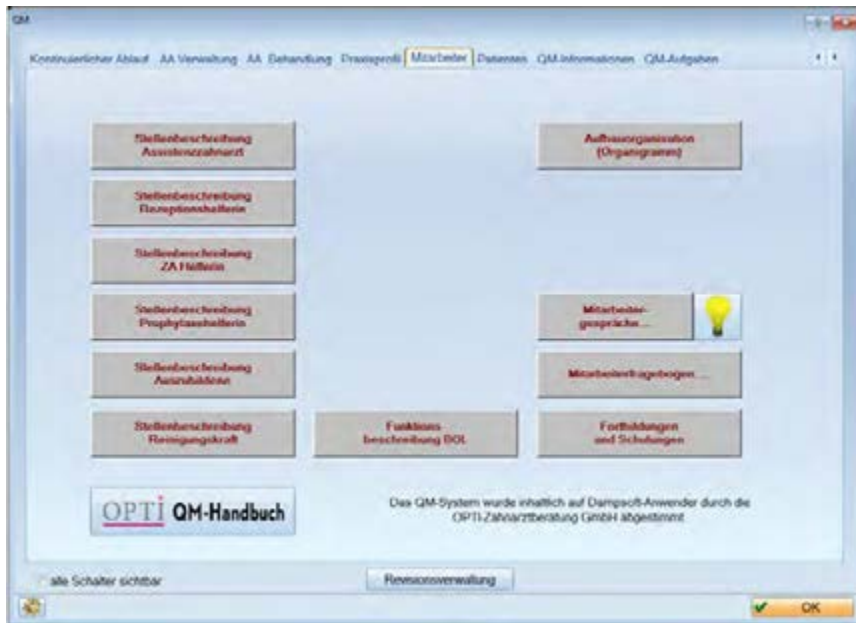 QM
Kontinuierlicher Ablauf AA Verwaltung AA Behandlung Praxisprofil Mitarbeiter Patienten QM-Informationen QM-Aufgaben
Stellenbeschreibung
Assistenzzahnarzt
Aufbauorganisation
(Organigramm)
Stellenbeschreibung
Rezeptionshelferin
Stellenbeschreibung
ZA Helferin
Stellenbeschreibung
Prophylaxehelferin
Mitarbeiter-
gespräche...
Stellenbeschreibung
Auszubildene
Mitarbeiterfragebogen...
Stellenbeschreibung
Reinigungskraft
Funktions
beschreibung BOL
Fortbildungen
und Schulungen
OPTI QM-Handbuch
Das QM-System wurde inhaltlich auf Dampsoft-Anwender durch die
OPTI-Zahnarztberatung GmbH abgestimmt
alle Schalter sichtbar
Revisionsverwaltung
OK